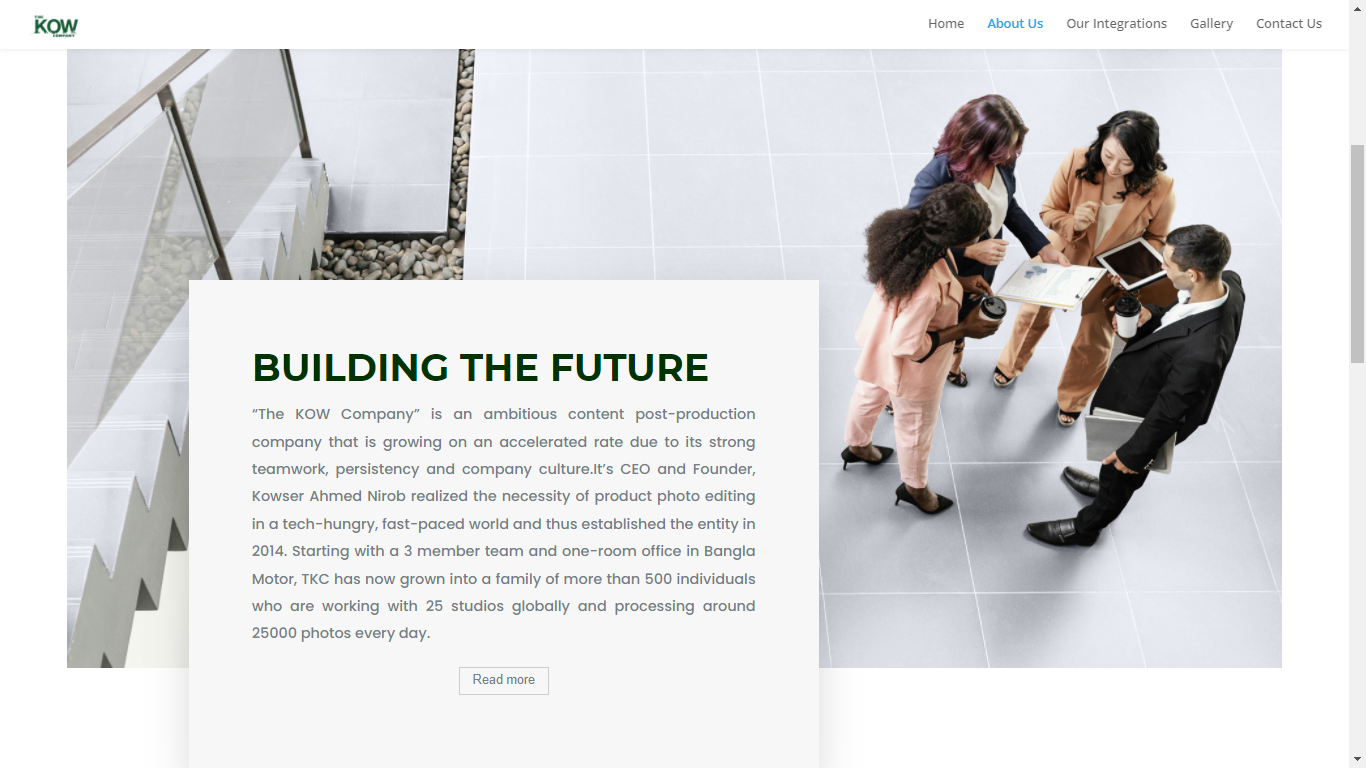 THE
KOW
COMPANY
Home About Us Our Integrations Gallery Contact Us
BUILDING THE FUTURE
“The KOW Company” is an ambitious content post-production
company that is growing on an accelerated rate due to its strong
teamwork, persistency and company culture.It’s CEO and Founder,
Kowser Ahmed Nirob realized the necessity of product photo editing
in a tech-hungry, fast-paced world and thus established the entity in
2014. Starting with a 3 member team and one-room office in Bangla
Motor, TKC has now grown into a family of more than 500 individuals
who are working with 25 studios globally and processing around
25000 photos every day.
Read more